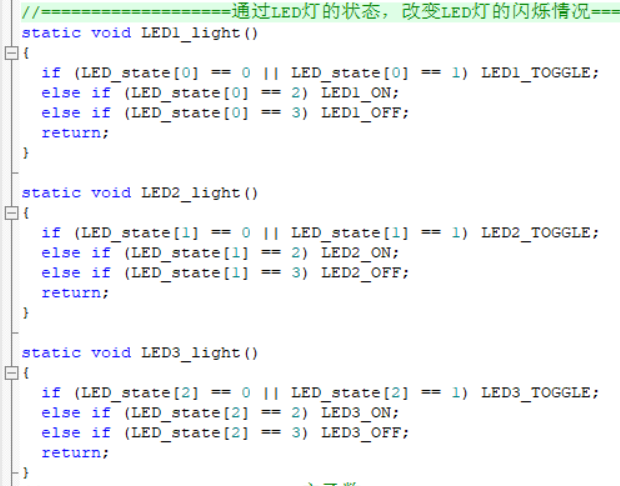 //===================通过LED灯的状态, 改变LED灯的闪烁情况===
static void LED1_light()
{
  if (LED_state[0] == 0 || LED_state[0] == 1) LED1_TOGGLE;
  else if (LED_state[0] == 2) LED1_ON;
  else if (LED_state[0] == 3) LED1_OFF;
  return;
}
static void LED2_light()
{
  if (LED_state[1] == 0 || LED_state[1] == 1) LED2_TOGGLE;
  else if (LED_state[1] == 2) LED2_ON;
  else if (LED_state[1] == 3) LED2_OFF;
  return;
}
static void LED3_light()
{
  if (LED_state[2] == 0 || LED_state[2] == 1) LED3_TOGGLE;
  else if (LED_state[2] == 2) LED3_ON;
  else if (LED_state[2] == 3) LED3_OFF;
  return;
}